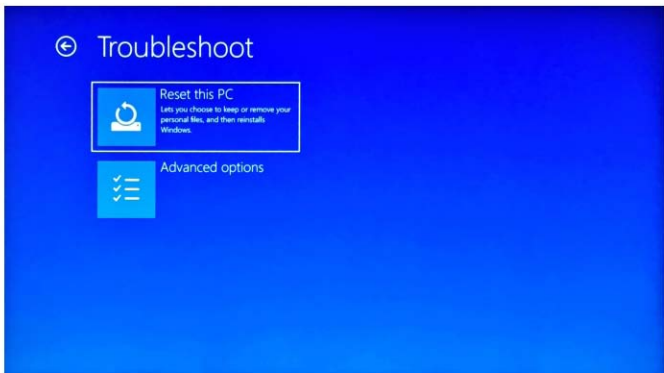 Troubleshoot
Reset this PC
Lets you choose to keep or remove your
personal files, and then reinstalls
Windows.
Advanced options